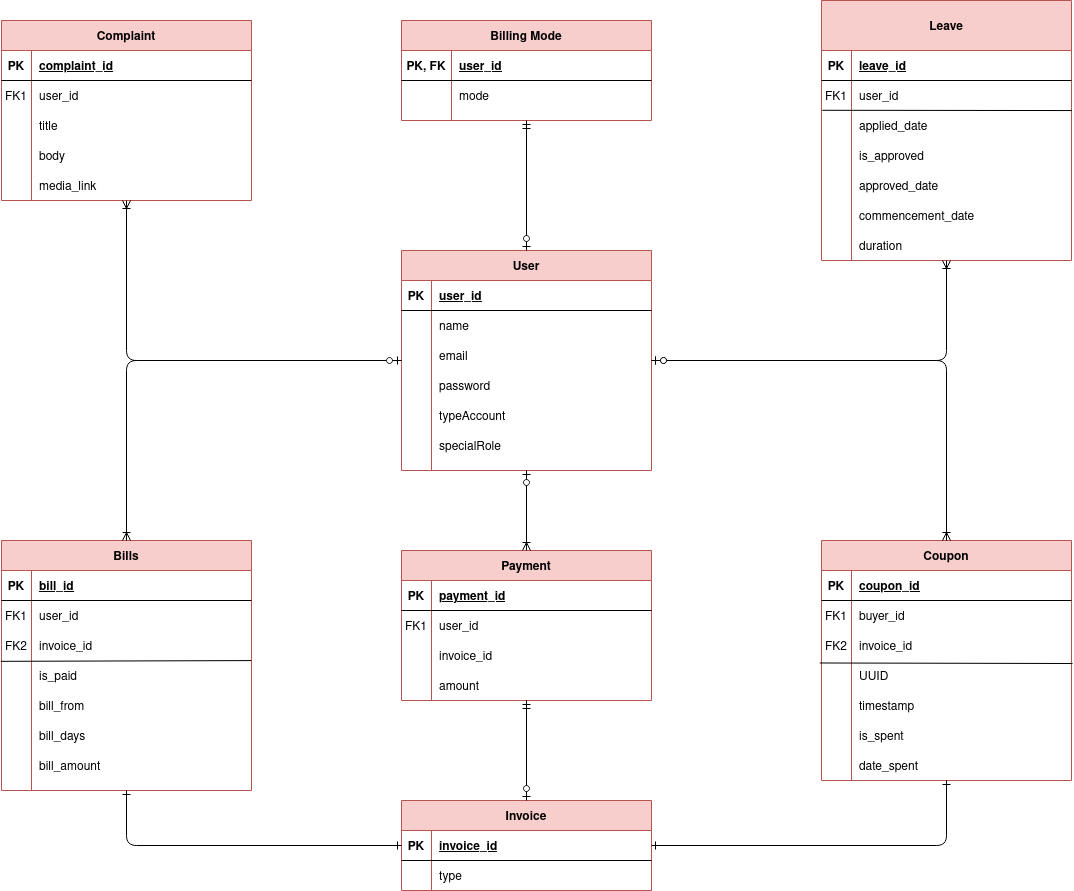 Complaint
PK complaint_id
FK1 user_id
title
body
media_link
Billing Mode
PK, FK user_id
mode
Leave
PK leave_id
FK1 user_id
applied_date
is_approved
approved_date
commencement_date
duration
User
PK user_id
name
email
password
typeAccount
specialRole
Bills
PK bill_id
FK1 user_id
FK2 invoice_id
is_paid
bill_from
bill_days
bill_amount
Payment
PK payment_id
FK1 user_id
invoice_id
amount
Coupon
PK coupon_id
FK1 buyer_id
FK2 invoice_id
UUID
timestamp
is_spent
date_spent
Invoice
PK invoice_id
type